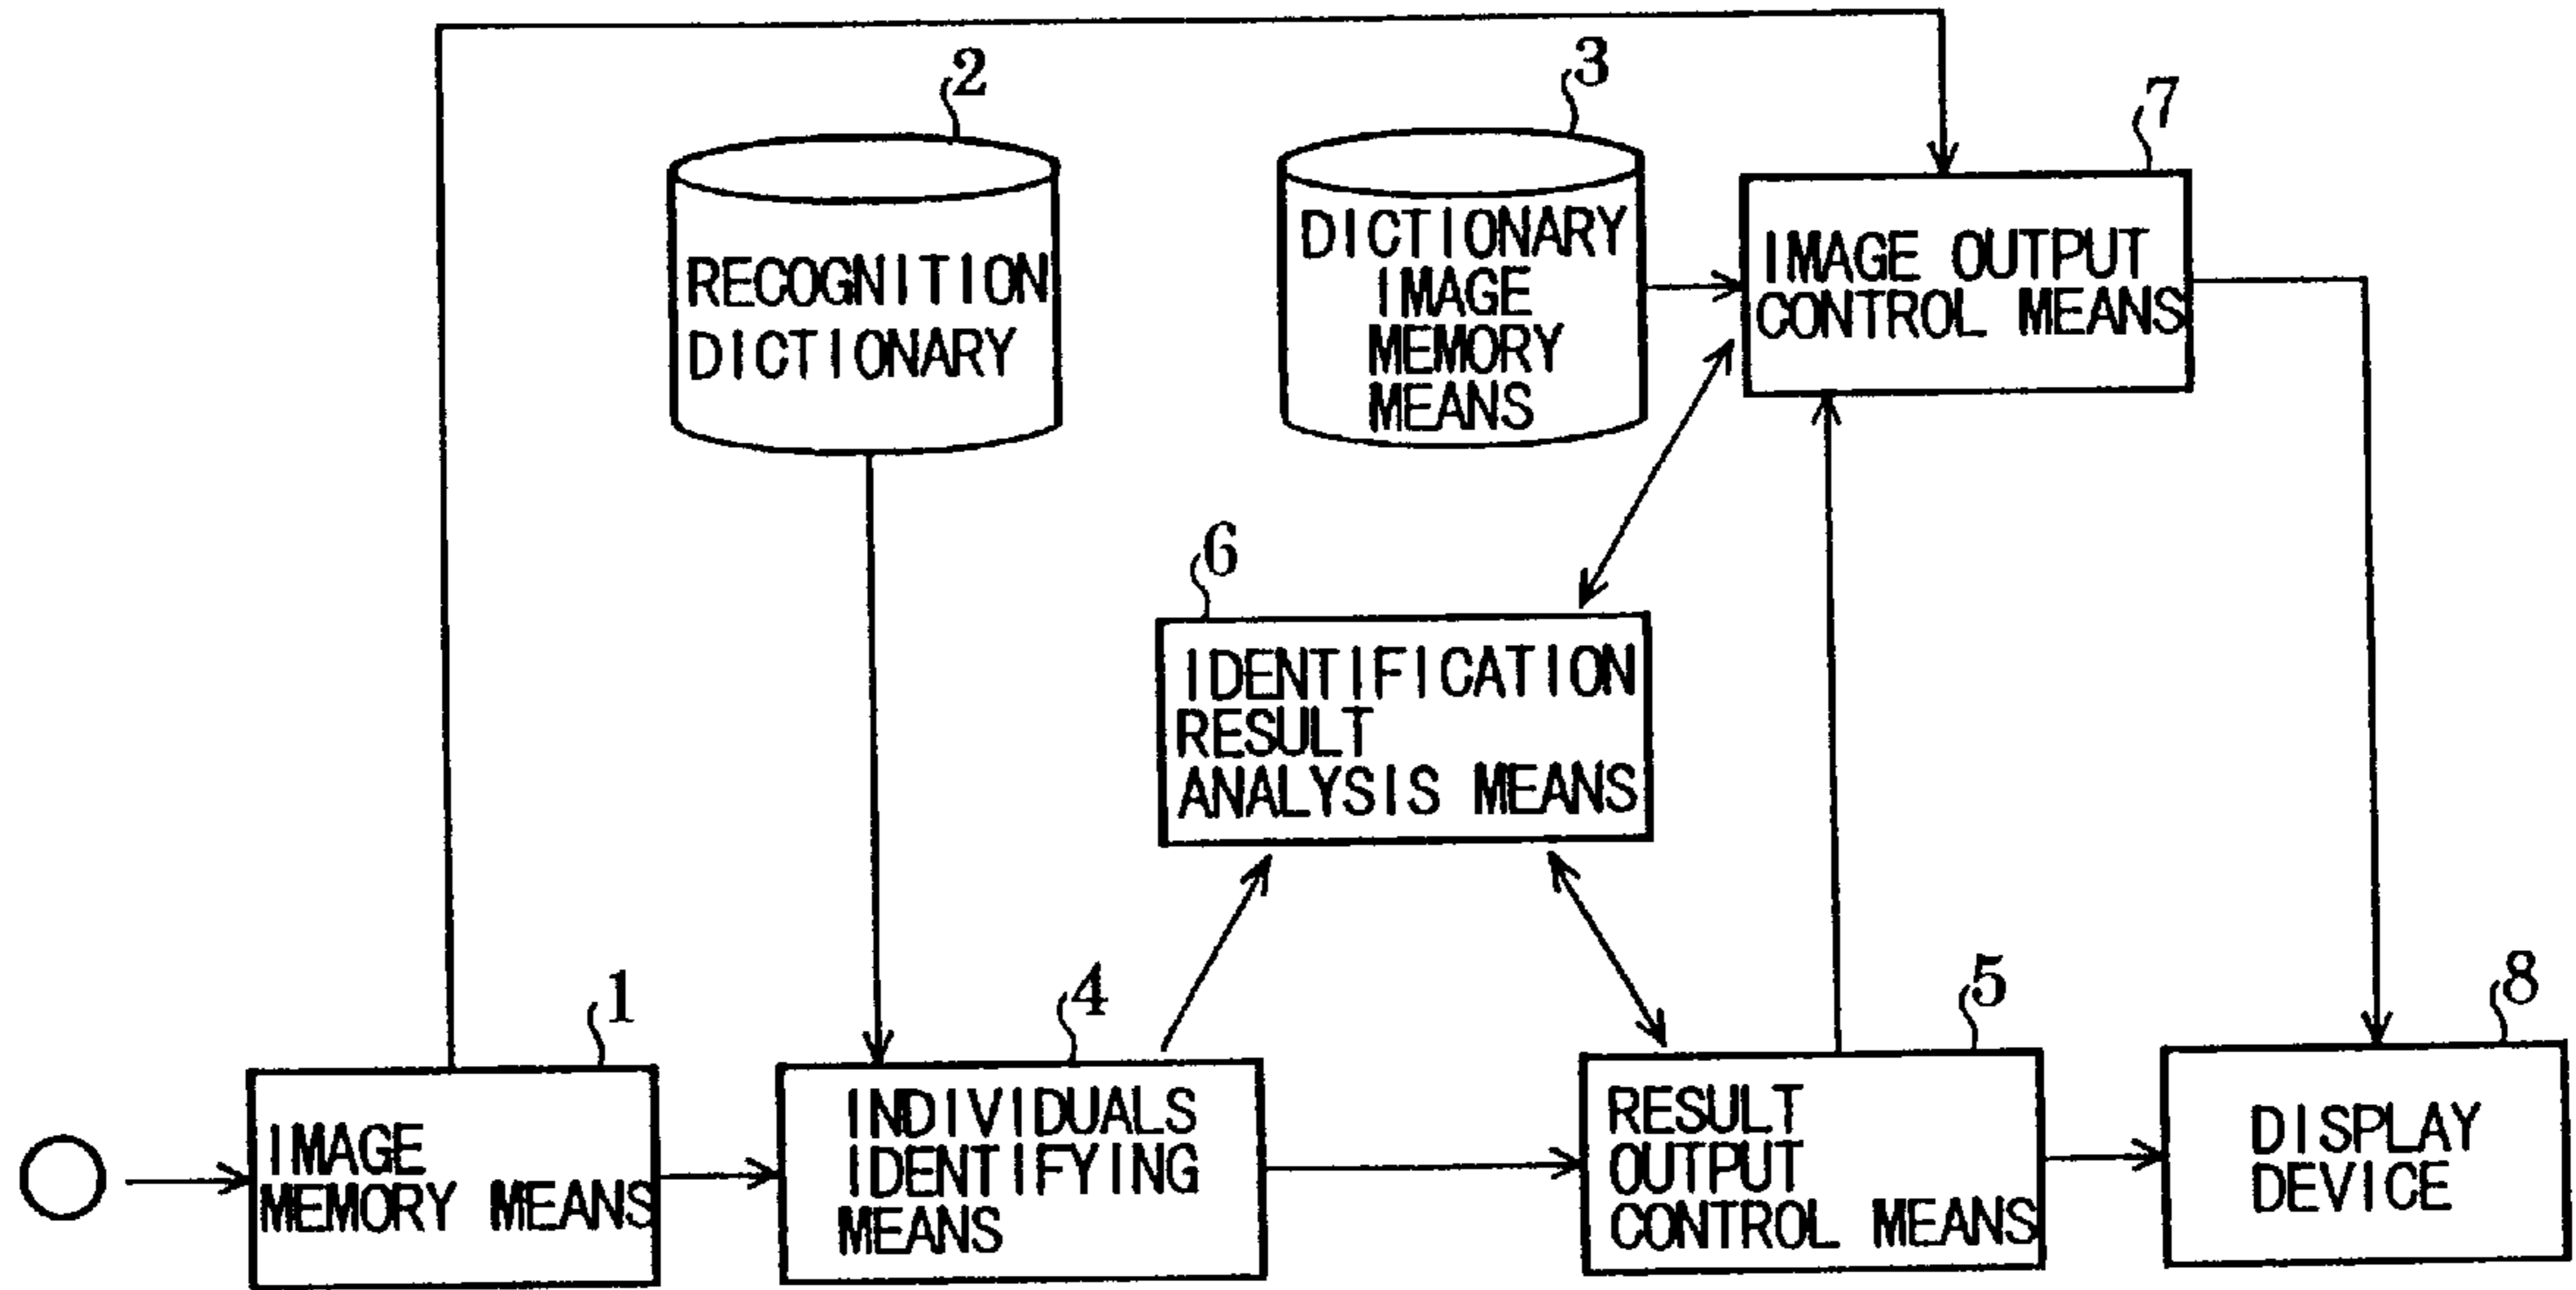 2
3
7
RECOGNITION
DICTIONARY
DICTIONARY
IMAGE
MEMORY
MEANS
IMAGE OUTPUT
CONTROL MEANS
6
IDENTIFICATION
RESULT
ANALYSIS MEANS
1
4
5
8
IMAGE
MEMORY MEANS
INDIVIDUALS
IDENTIFYING
MEANS
RESULT
OUTPUT
CONTROL MEANS
DISPLAY
DEVICE